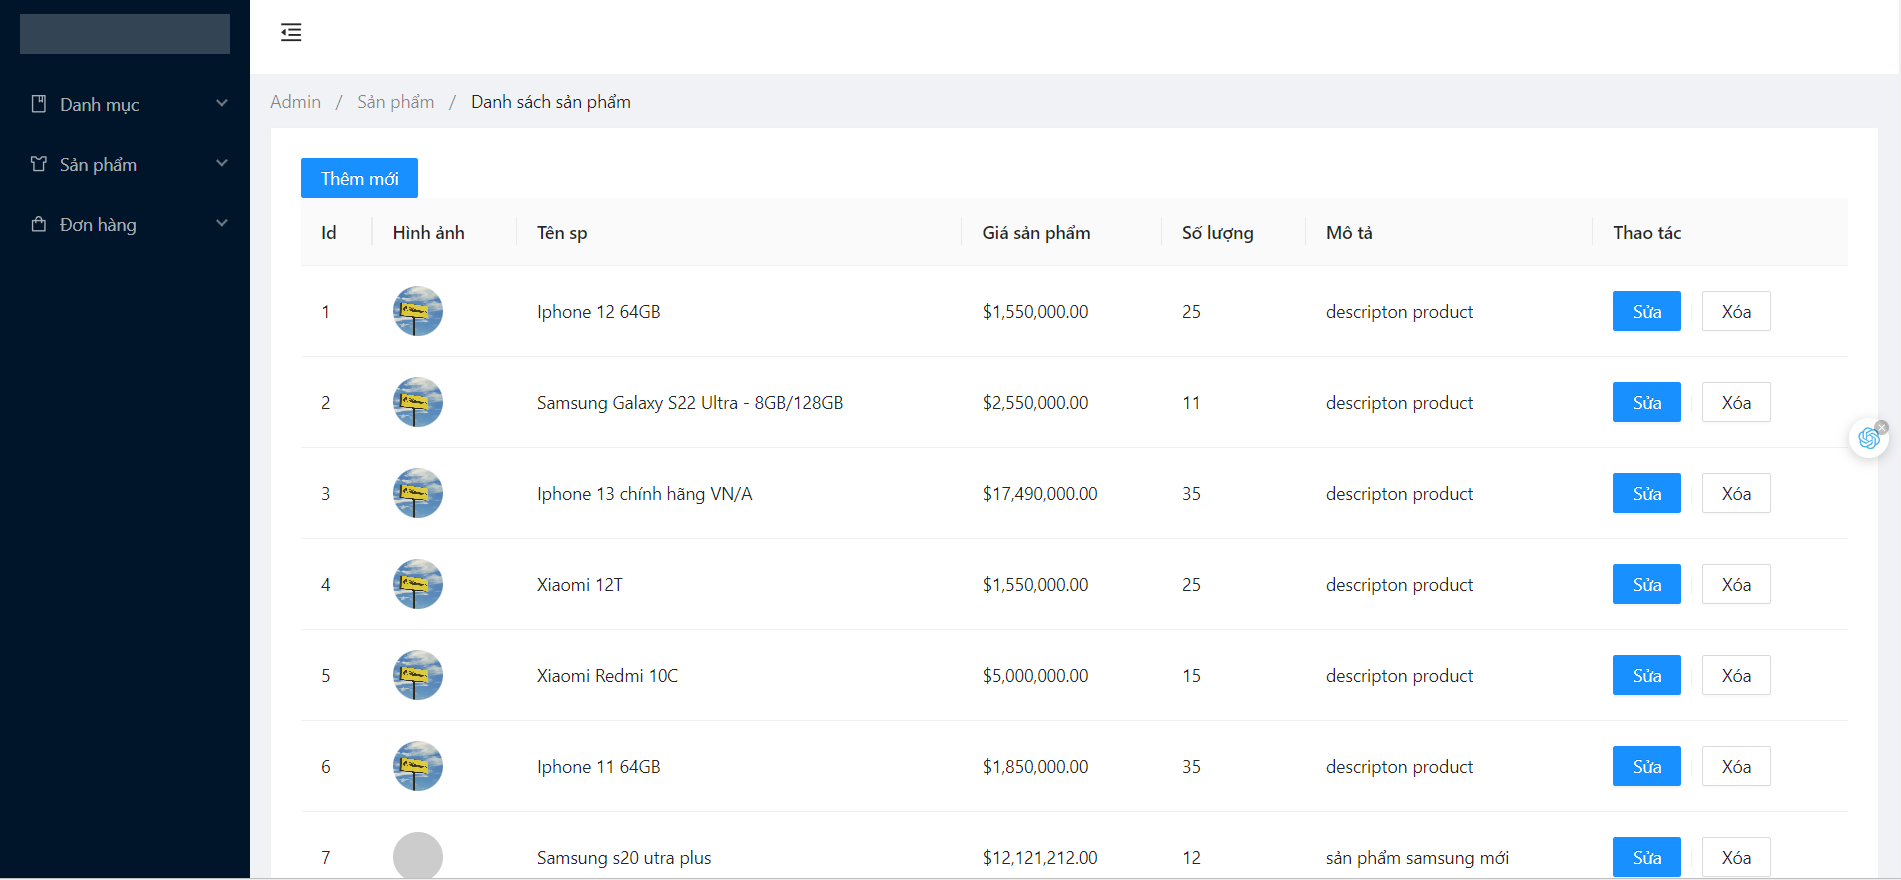 Danh mục
Sản phẩm
Đơn hàng
Admin / Sản phẩm / Danh sách sản phẩm
Thêm mới
Id Hình ảnh Tên sp Giá sản phẩm Số lượng Mô tả Thao tác
1 Iphone 12 64GB $1,550,000.00 25 descripton product Sửa Xóa
2 Samsung Galaxy S22 Ultra - 8GB/128GB $2,550,000.00 11 descripton product Sửa Xóa
3 Iphone 13 chính hãng VN/A $17,490,000.00 35 descripton product Sửa Xóa
4 Xiaomi 12T $1,550,000.00 25 descripton product Sửa Xóa
5 Xiaomi Redmi 10C $5,000,000.00 15 descripton product Sửa Xóa
6 Iphone 11 64GB $1,850,000.00 35 descripton product Sửa Xóa
7 Samsung s20 utra plus $12,121,212.00 12 sản phẩm samsung mới Sửa Xóa